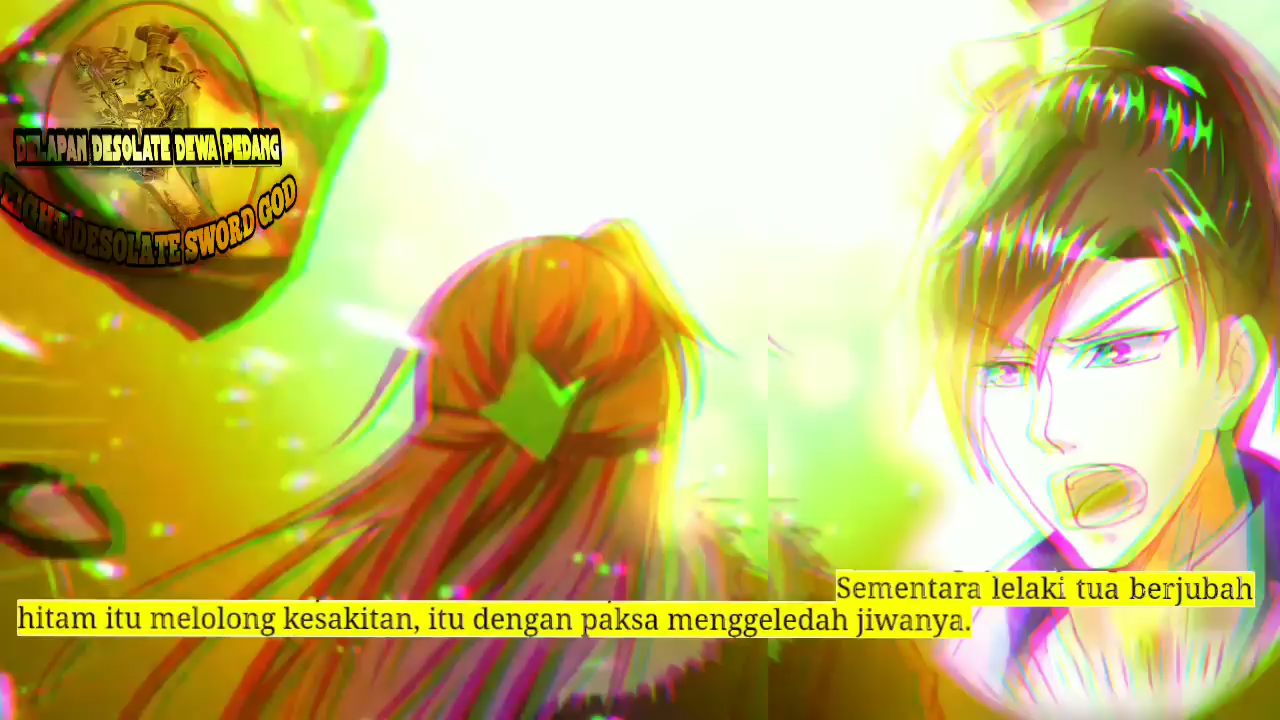 DELAPAN DESOLATE DEWA PEDANG
EIGHT DESOLATE SWORD GOD
Sementara lelaki tua berjubah
hitam itu melolong kesakitan, itu dengan paksa menggeledah jiwanya.